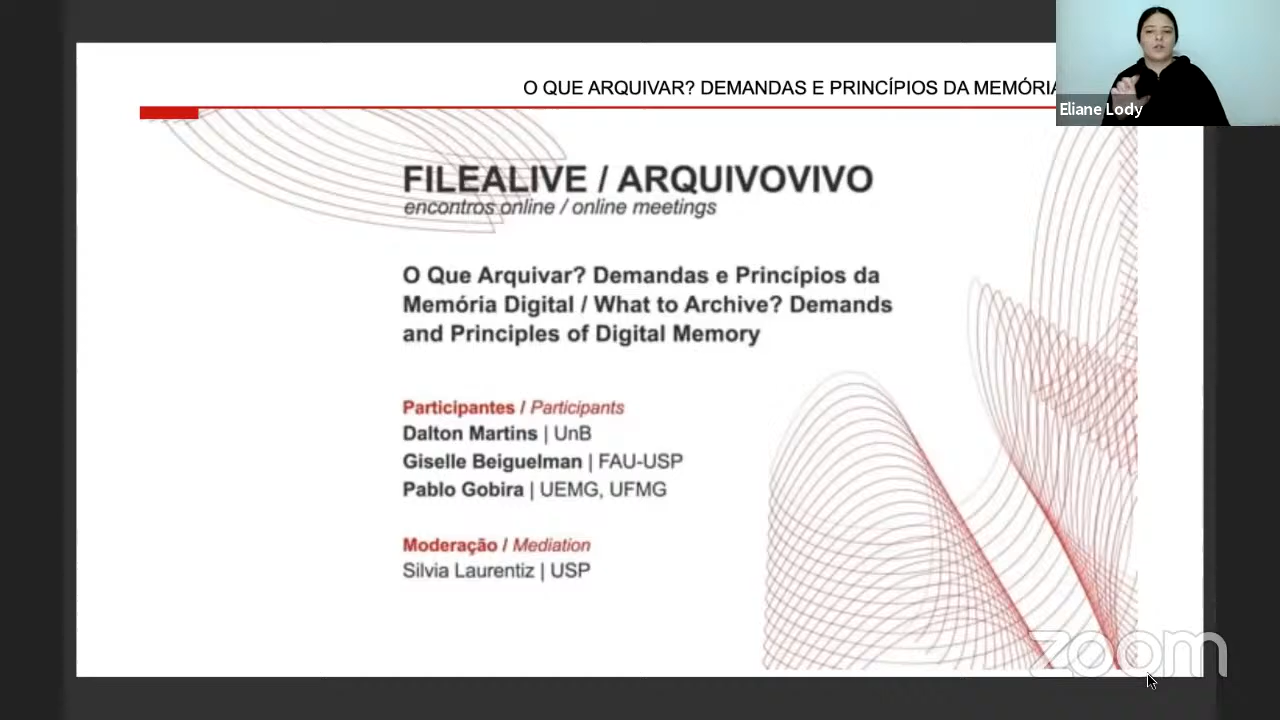 O QUE ARQUIVAR? DEMANDAS E PRINCÍPIOS DA MEMÓRIA
Eliane Lody
FILEALIVE / ARQUIVOVIVO
encontros online / online meetings
O Que Arquivar? Demandas e Princípios da
Memória Digital / What to Archive? Demands
and Principles of Digital Memory
Participantes / Participants
Dalton Martins | UnB
Giselle Beiguelman | FAU-USP
Pablo Gobira | UEMG, UFMG
Moderação / Mediation
Silvia Laurentiz | USP
zoom